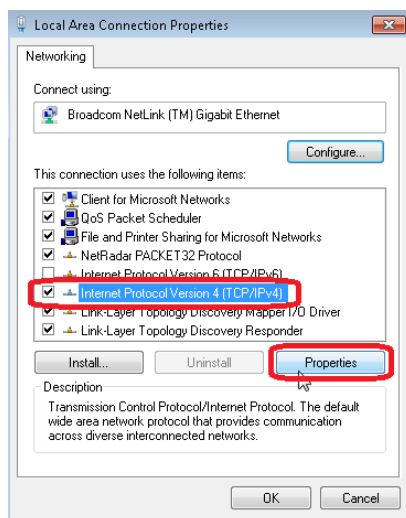 Local Area Connection Properties
Networking
Connect using:
Broadcom NetLink (TM) Gigabit Ethernet
Configure...
This connection uses the following items:
Client for Microsoft Networks
QoS Packet Scheduler
File and Printer Sharing for Microsoft Networks
NetRadar PACKET32 Protocol
Internet Protocol Version 6 (TCP/IPv6)
Internet Protocol Version 4 (TCP/IPv4)
Link-Layer Topology Discovery Mapper I/O Driver
Link-Layer Topology Discovery Responder
Install...
Uninstall
Properties
Description
Transmission Control Protocol/Internet Protocol. The default
wide area network protocol that provides communication
across diverse interconnected networks.
OK
Cancel